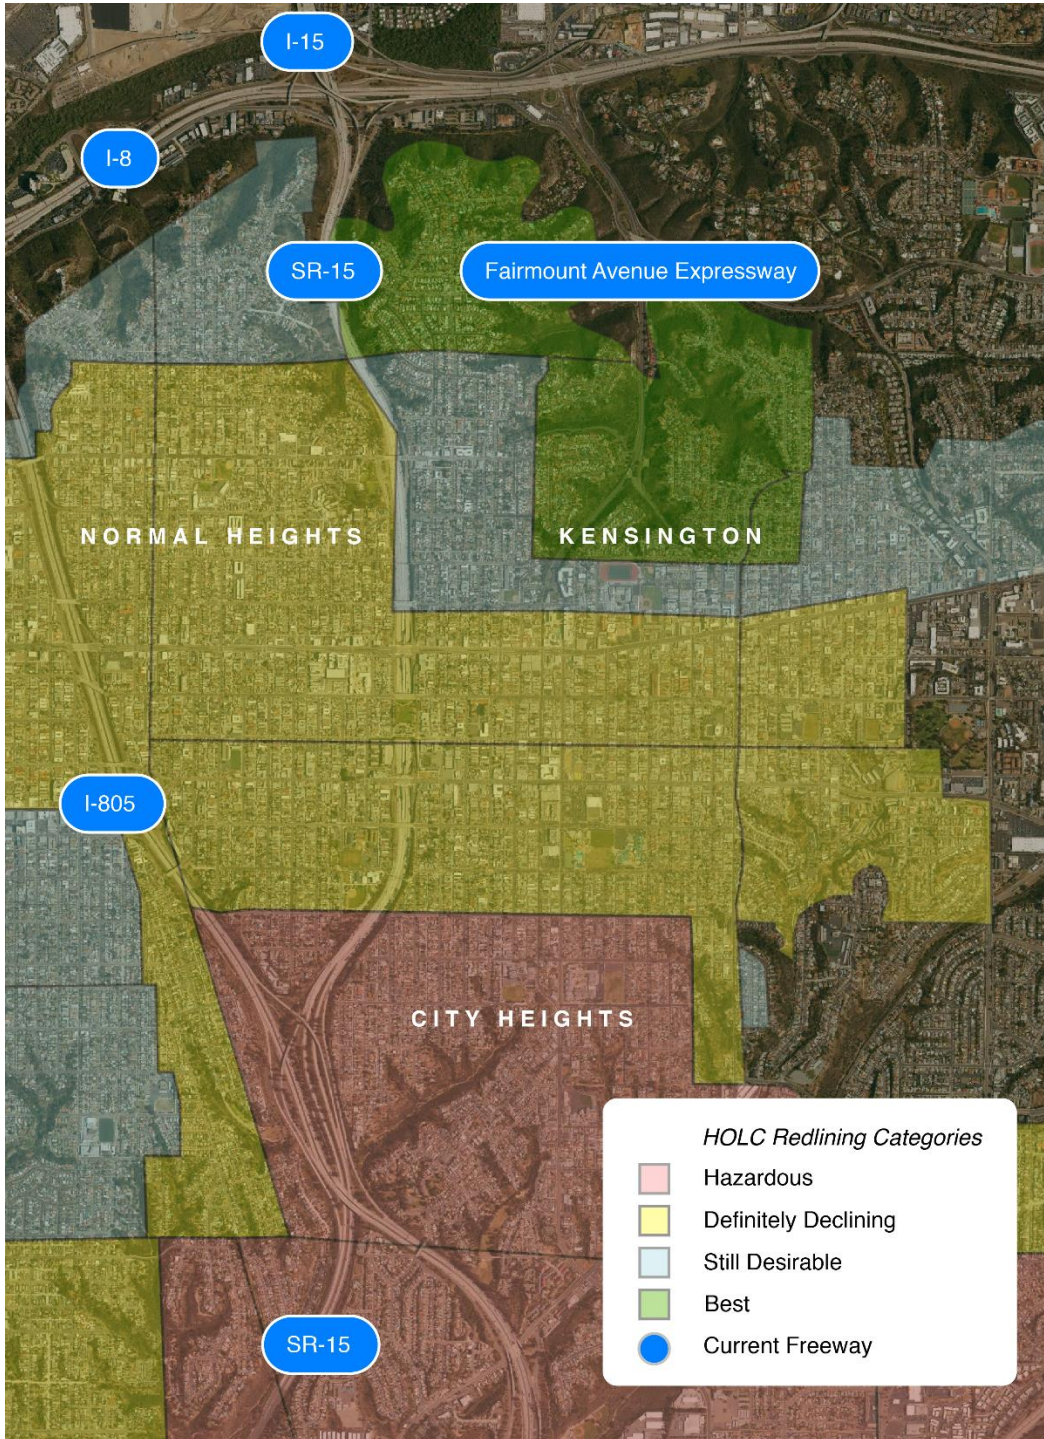 I-15
I-8
SR-15
Fairmount Avenue Expressway
NORMAL HEIGHTS
KENSINGTON
I-805
CITY HEIGHTS
HOLC Redlining Categories
Hazardous
Definitely Declining
Still Desirable
Best
Current Freeway
SR-15